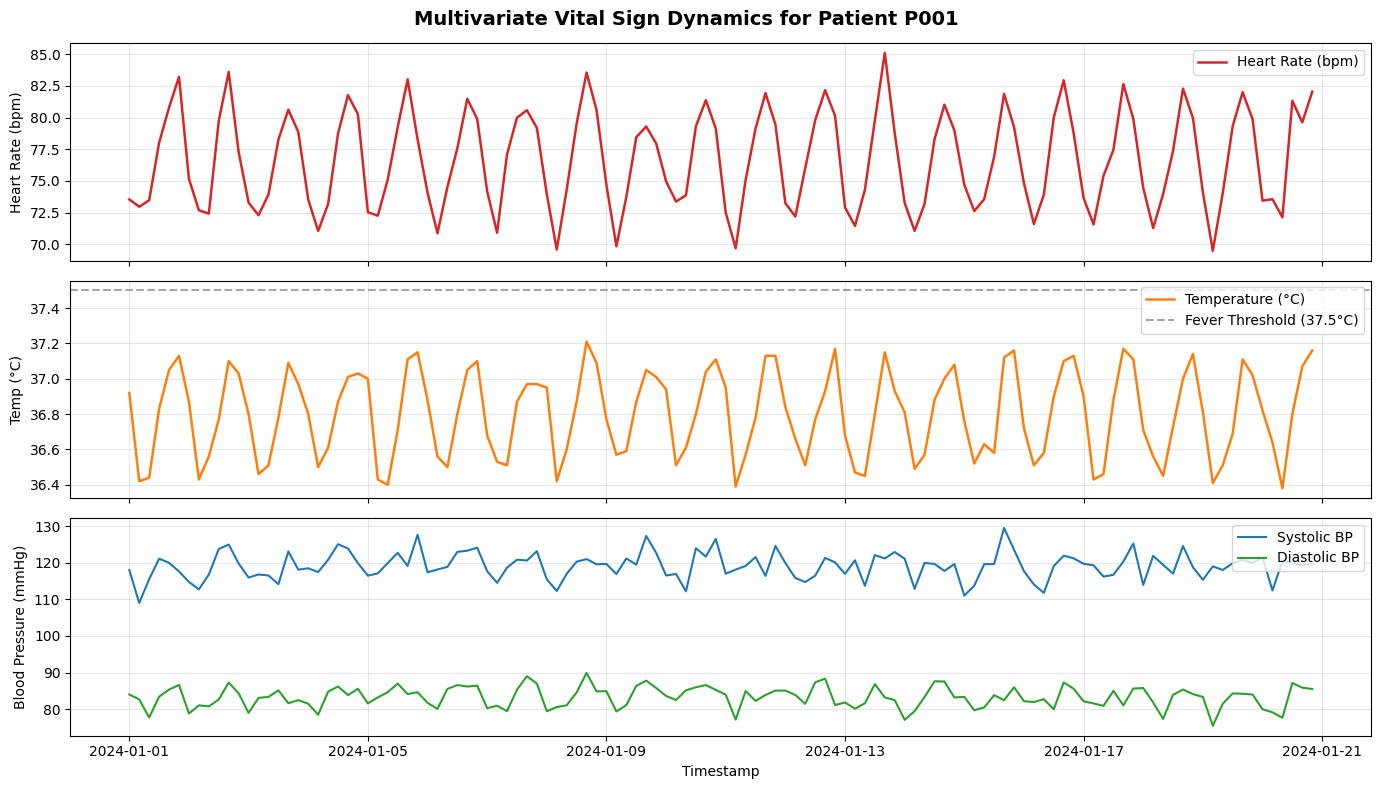 Multivariate Vital Sign Dynamics for Patient P001
Heart Rate (bpm)
85.0
82.5
80.0
77.5
75.0
72.5
70.0
Heart Rate (bpm)
Temp (°C)
37.4
37.2
37.0
36.8
36.6
36.4
Temperature (°C)
Fever Threshold (37.5°C)
Blood Pressure (mmHg)
130
120
110
100
90
80
Systolic BP
Diastolic BP
2024-01-01
2024-01-05
2024-01-09
2024-01-13
2024-01-17
2024-01-21
Timestamp